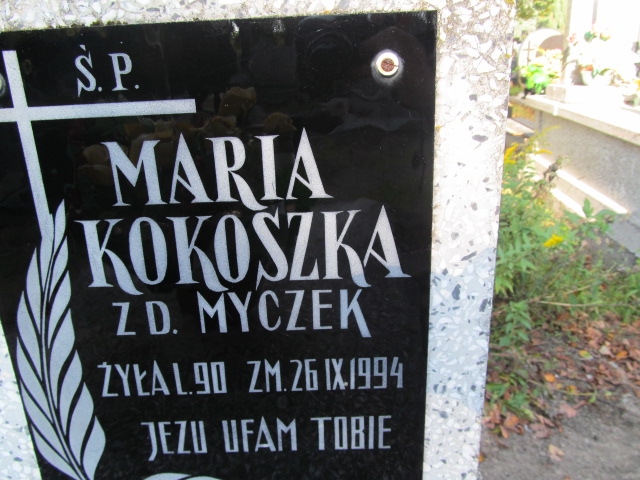 Ś.P.
MARIA
KOKOSZKA
Z D. MYCZEK
ŻYŁA L.90 ZM.26 IX.1994
JEZU UFAM TOBIE